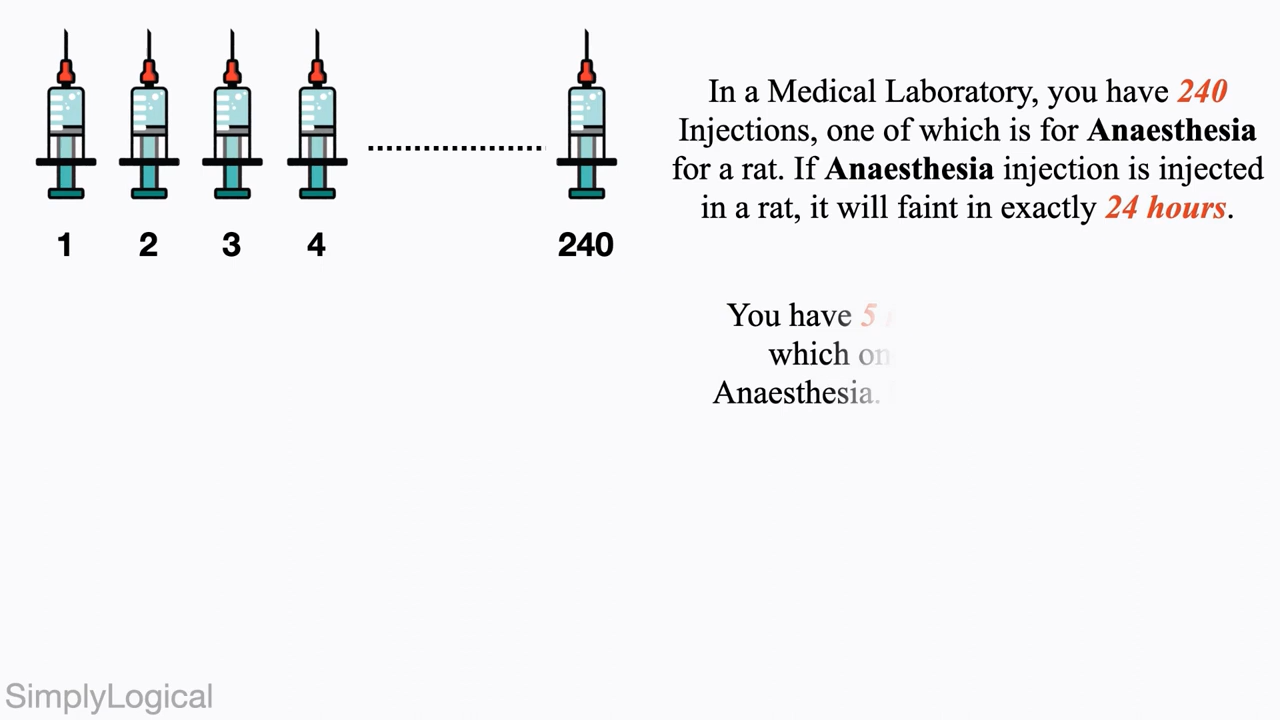 1 2 3 4 240
In a Medical Laboratory, you have 240
Injections, one of which is for Anaesthesia
for a rat. If Anaesthesia injection is injected
in a rat, it will faint in exactly 24 hours.
You have 5
which
Anaesthesia.
SimplyLogical